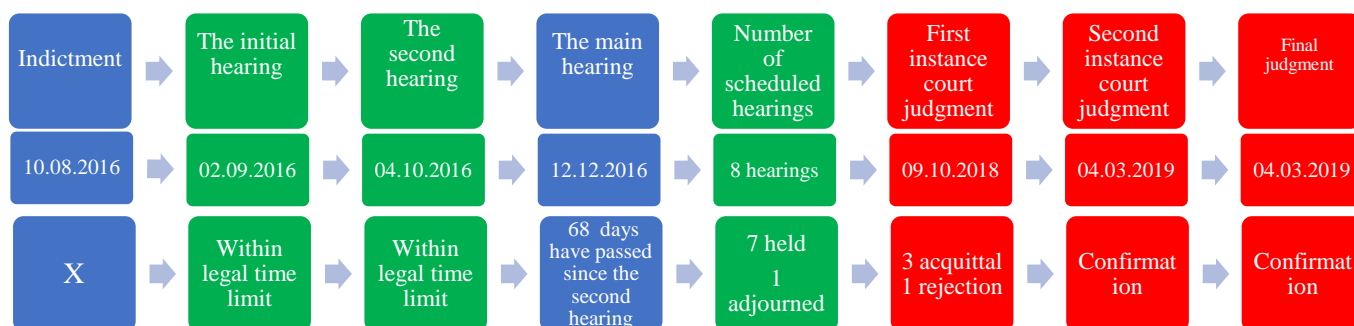 Indictment
The initial
hearing
The
second
hearing
The main
hearing
Number
of
scheduled
hearings
First
instance
court
judgment
Second
instance
court
judgment
Final
judgment
10.08.2016
02.09.2016
04.10.2016
12.12.2016
8 hearings
09.10.2018
04.03.2019
04.03.2019
X
Within
legal time
limit
Within
legal time
limit
68 days
have passed
since the
second
hearing
7 held
1
adjourned
3 acquittal
1 rejection
Confirmat
ion
Confirmat
ion